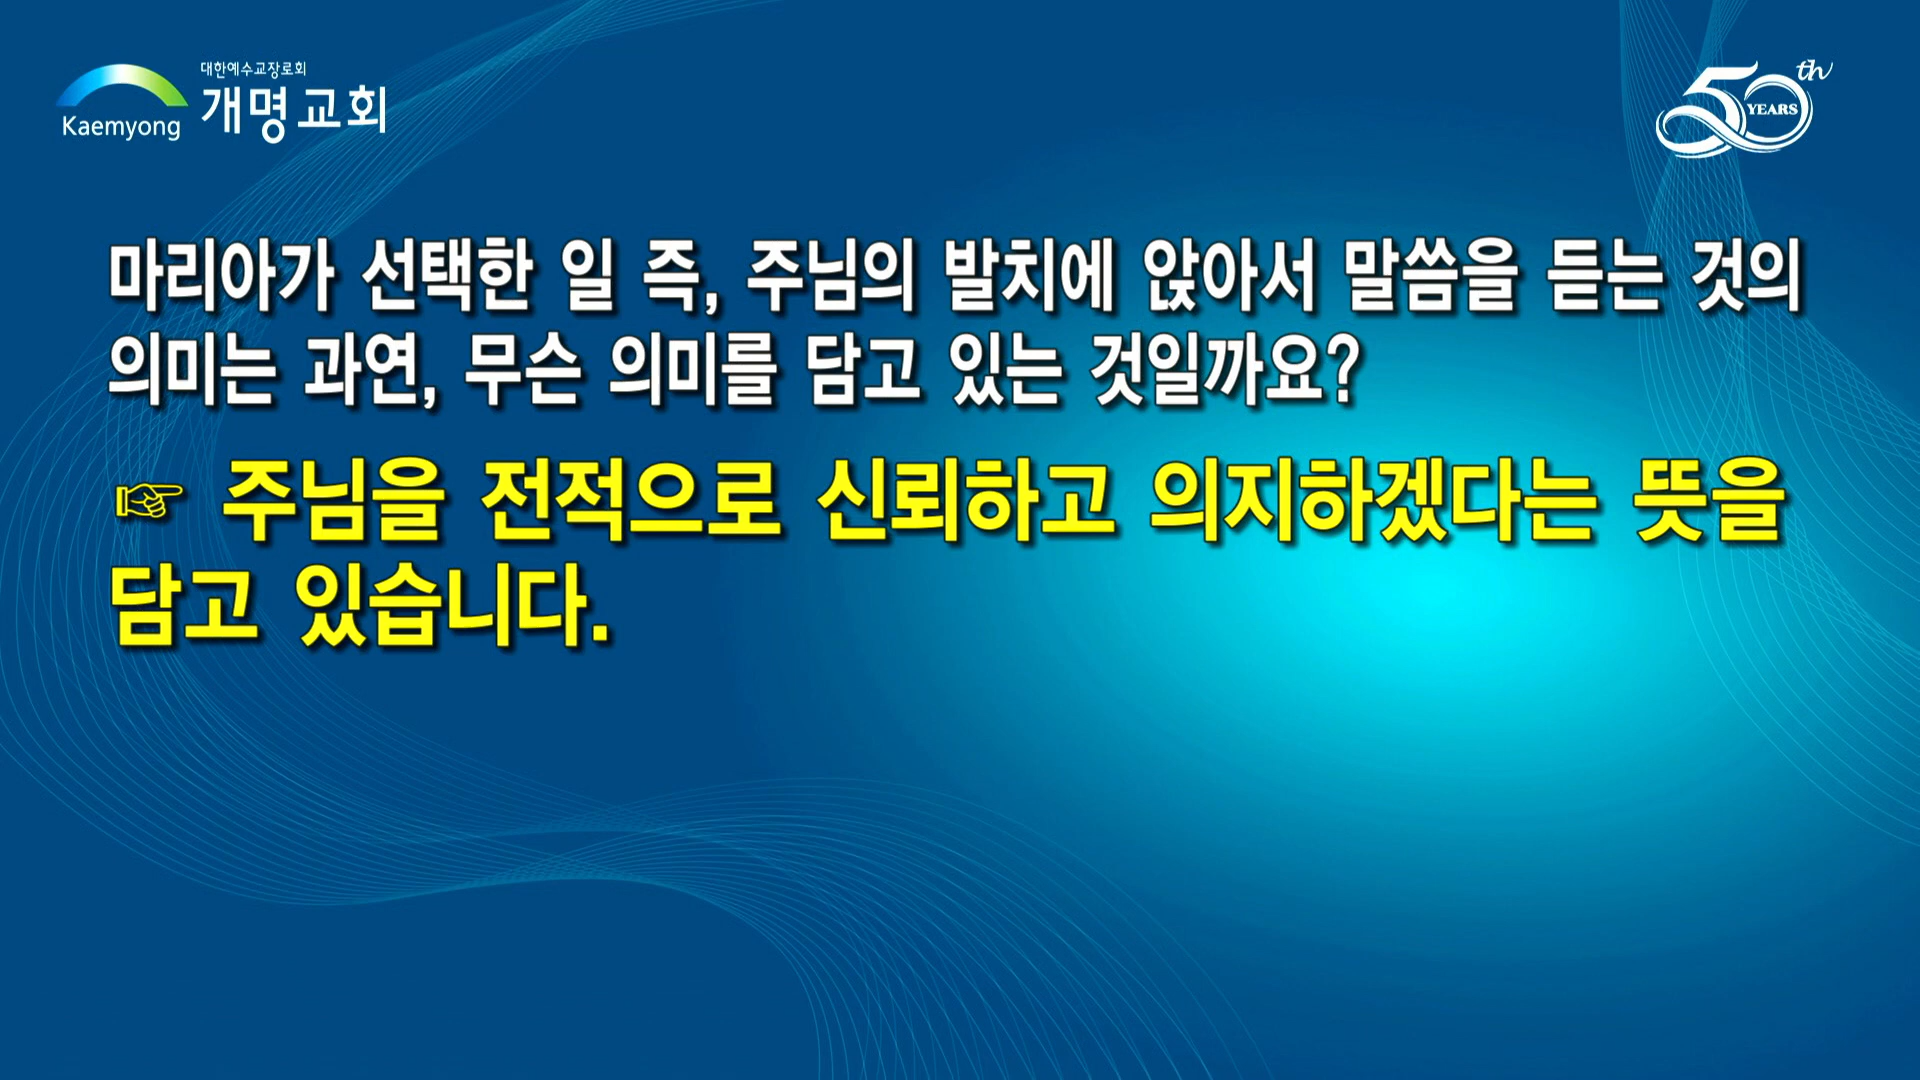 대한예수교장로회
개명교회
Kaemyong
50th
YEARS
마리아가 선택한 일 즉, 주님의 발치에 앉아서 말씀을 듣는 것의
의미는 과연, 무슨 의미를 담고 있는 것일까요?
☞ 주님을 전적으로 신뢰하고 의지하겠다는 뜻을
담고 있습니다.